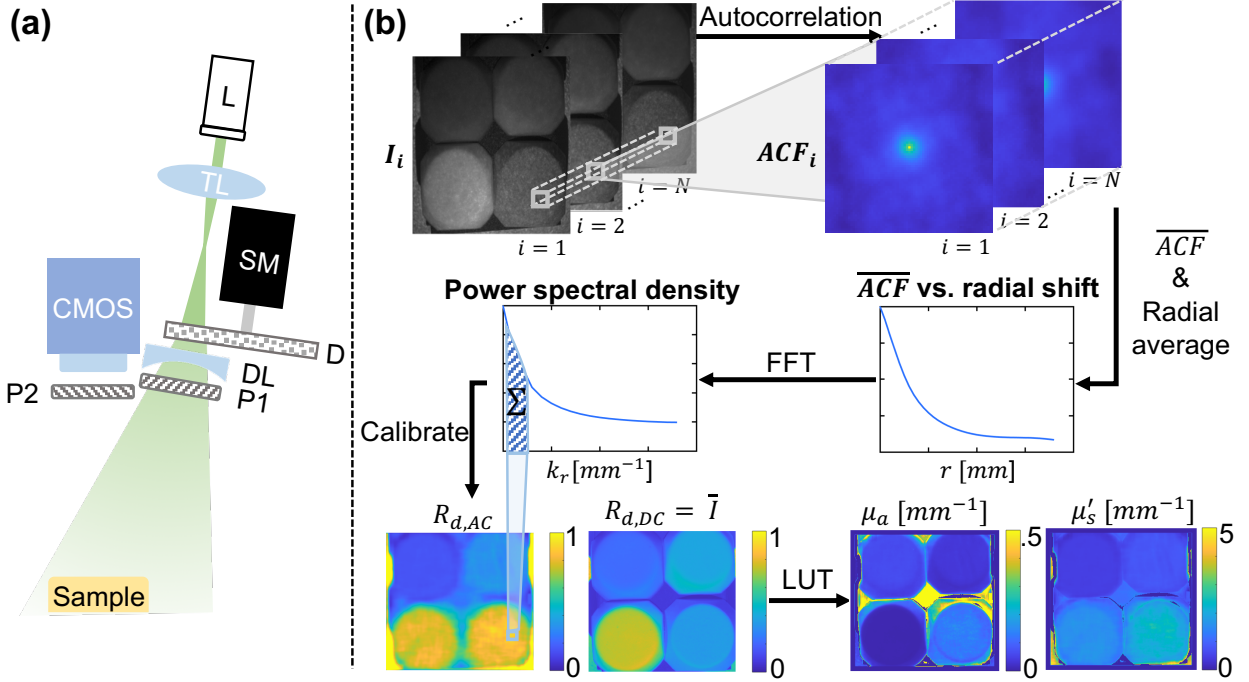 (a)
L
TL
SM
CMOS
D
DL
P2
P1
Sample
(b)
Autocorrelation
...
...
...
I_i
ACF_i
i = N
...
i = 2
i = 1
i = N
...
i = 2
i = 1
ACF̅
&
Radial
average
Power spectral density
ACF̅ vs. radial shift
FFT
Σ
Calibrate
k_r [mm⁻¹]
r [mm]
R_{d,AC}
R_{d,DC} = I̅
μ_a [mm⁻¹]
μ_s′ [mm⁻¹]
1
0
1
0
LUT
.5
0
5
0